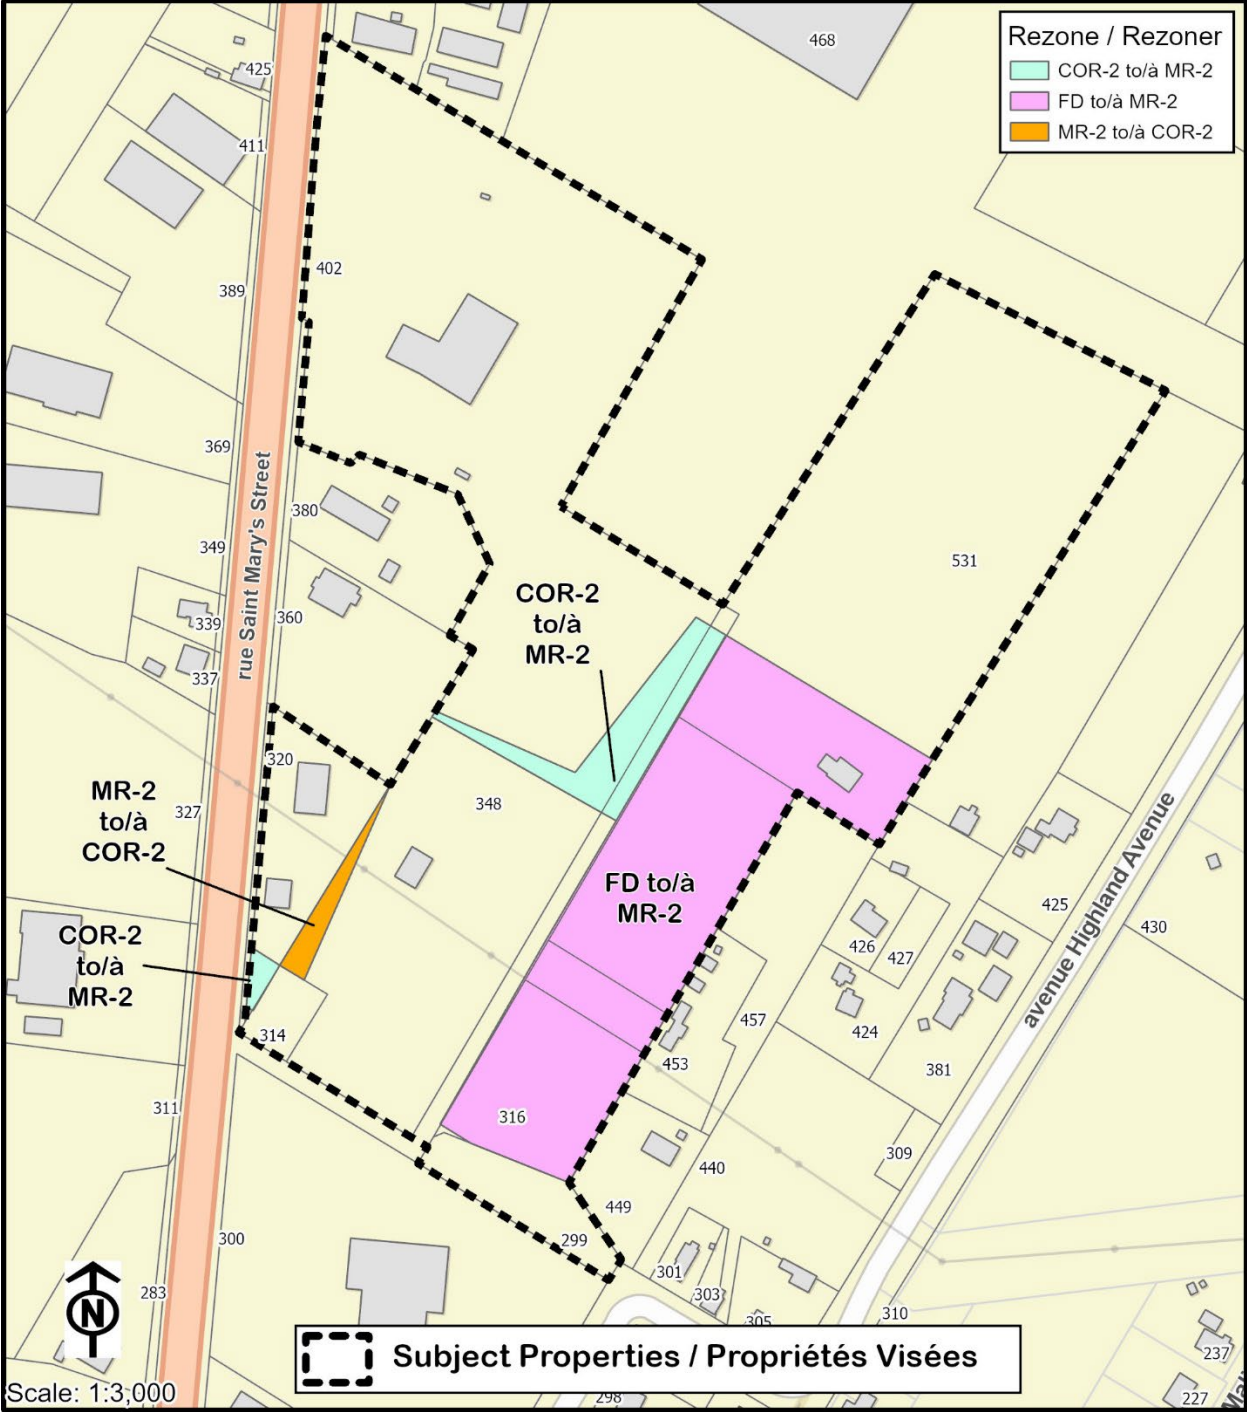 Rezone / Rezoner
COR-2 to/à MR-2
FD to/à MR-2
MR-2 to/à COR-2
468
425
411
402
389
369
380
349
531
360
339
337
rue Saint Mary's Street
COR-2
to/à
MR-2
320
348
327
MR-2
to/à
COR-2
FD to/à
MR-2
COR-2
to/à
MR-2
314
425
430
426
427
424
457
453
381
avenue Highland Avenue
311
316
309
440
449
300
299
301
303
305
310
283
237
227
298
N
Subject Properties / Propriétés Visées
Scale: 1:3,000